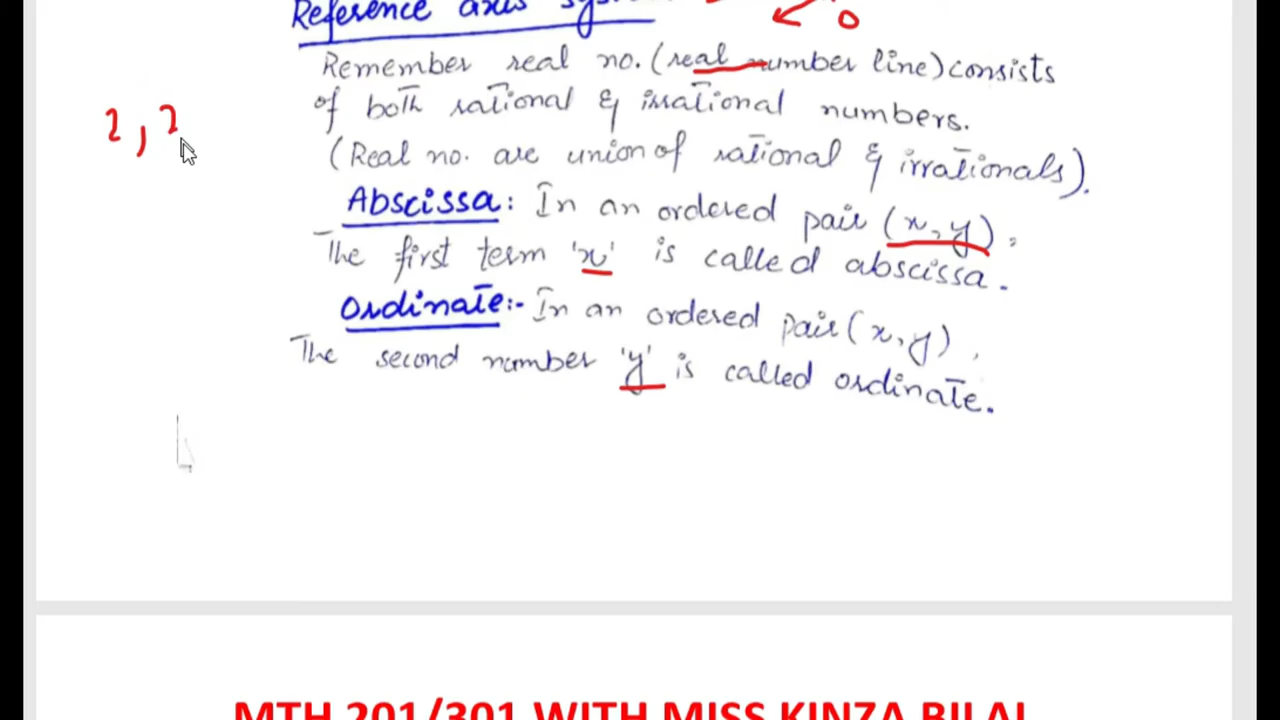 Reference axis system
0
Remember real no. (real number line) consists
of both rational & irrational numbers.
2, 2
(Real no. are union of rational & irrationals).
Abscissa: In an ordered pair (x, y),
The first term 'x' is called abscissa.
Ordinate:- In an ordered pair (x, y),
The second number 'y' is called ordinate.
MTH 201/301 WITH MISS KINZA BILAL